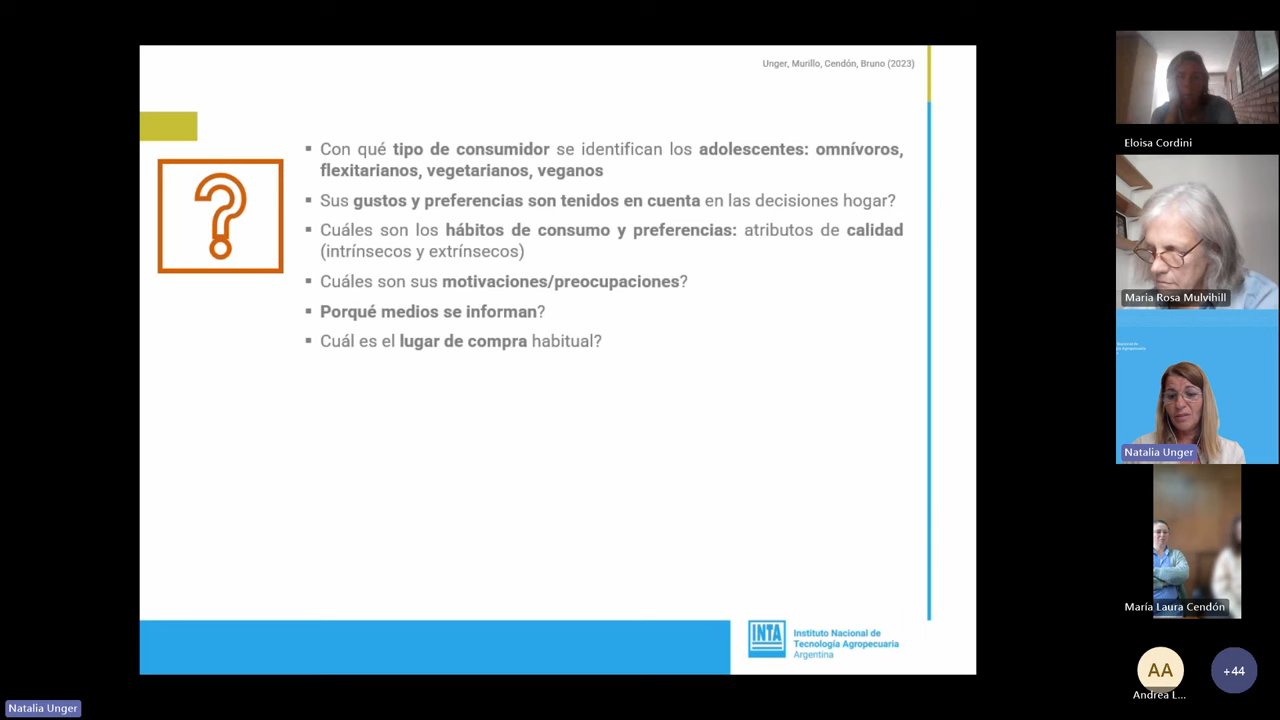 Unger, Murillo, Cendón, Bruno (2023)
▪ Con qué tipo de consumidor se identifican los adolescentes: omnívoros,
flexitarianos, vegetarianos, veganos
▪ Sus gustos y preferencias son tenidos en cuenta en las decisiones hogar?
▪ Cuáles son los hábitos de consumo y preferencias: atributos de calidad
(intrínsecos y extrínsecos)
▪ Cuáles son sus motivaciones/preocupaciones?
▪ Porqué medios se informan?
▪ Cuál es el lugar de compra habitual?
INTA
Instituto Nacional de
Tecnología Agropecuaria
Argentina
Eloisa Cordini
Maria Rosa Mulvihill
Natalia Unger
María Laura Cendón
AA
Andrea L...
+44
Natalia Unger